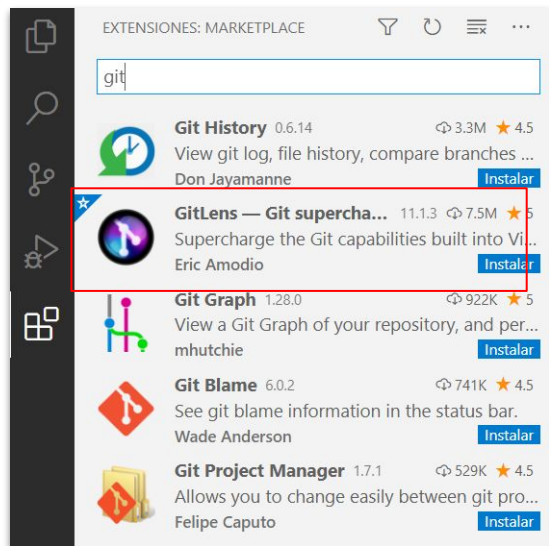 EXTENSIONES: MARKETPLACE
git
Git History 0.6.14 3.3M 4.5
View git log, file history, compare branches ...
Don Jayamanne Instalar
GitLens — Git supercha... 11.1.3 7.5M 5
Supercharge the Git capabilities built into Vi...
Eric Amodio Instalar
Git Graph 1.28.0 922K 5
View a Git Graph of your repository, and per...
mhutchie Instalar
Git Blame 6.0.2 741K 4.5
See git blame information in the status bar.
Wade Anderson Instalar
Git Project Manager 1.7.1 529K 4.5
Allows you to change easily between git pro...
Felipe Caputo Instalar